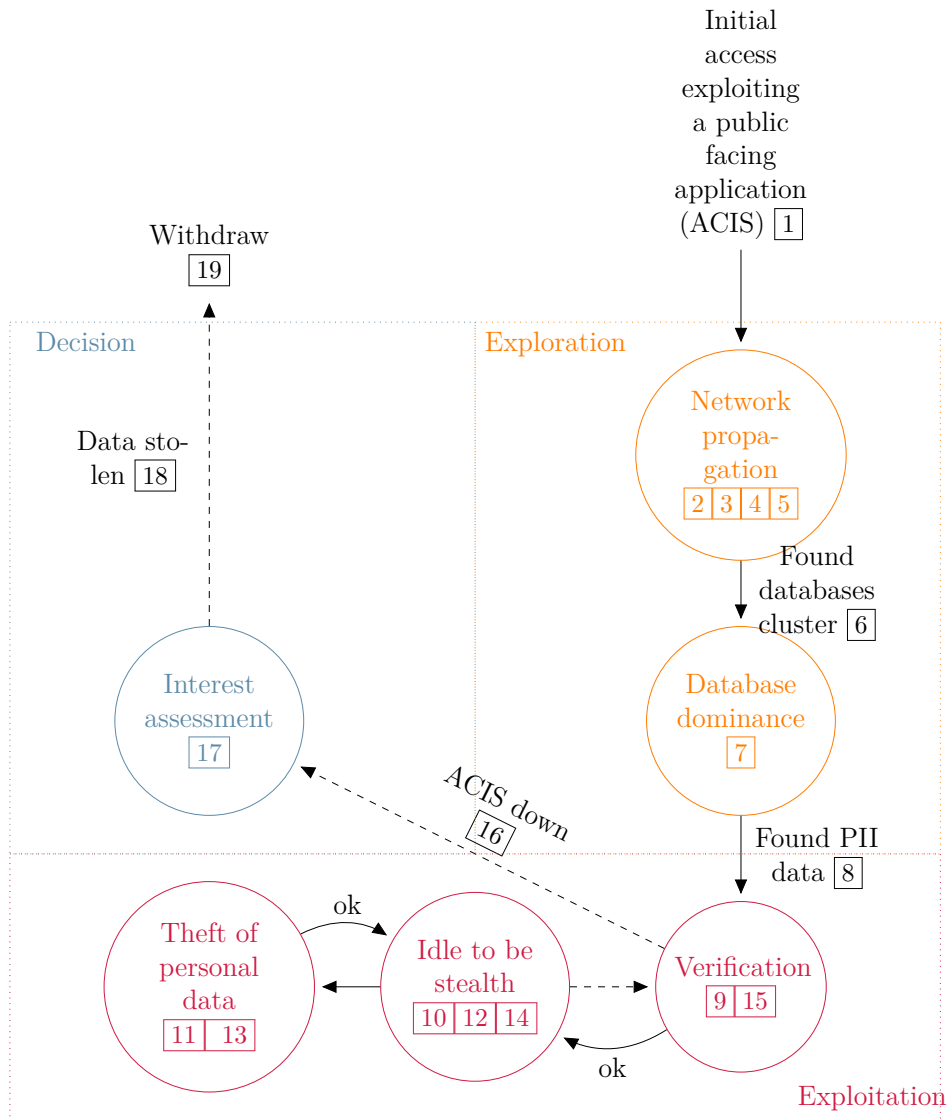 Initial
access
exploiting
a public
facing
application
(ACIS) 1
Withdraw
19
Decision
Exploration
Network
propa-
gation
2 3 4 5
Data sto-
len 18
Found
databases
cluster 6
Interest
assessment
17
Database
dominance
7
ACIS down
16
Found PII
data 8
Theft of
personal
data
11 13
ok
Idle to be
stealth
10 12 14
Verification
9 15
ok
Exploitation